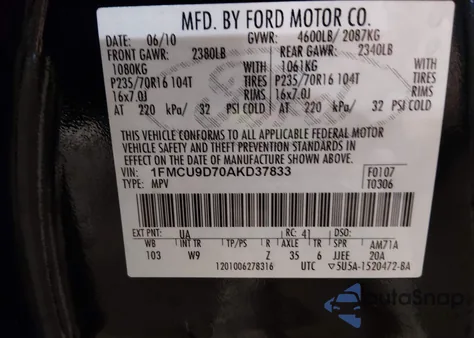 MFD. BY FORD MOTOR CO.
DATE: 06/10 GVWR: 4600LB/ 2087KG
FRONT GAWR: 2380LB REAR GAWR: 2340LB
1080KG WITH 1061KG WITH
P235/70R16 104T TIRES P235/70R16 104T TIRES
16x7.0J RIMS 16x7.0J RIMS
AT 220 kPa/ 32 PSI COLD AT 220 kPa/ 32 PSI COLD
THIS VEHICLE CONFORMS TO ALL APPLICABLE FEDERAL MOTOR
VEHICLE SAFETY AND THEFT PREVENTION STANDARDS IN
EFFECT ON THE DATE OF MANUFACTURE SHOWN ABOVE.
VIN: 1FMCU9D70AKD37833 F0107
TYPE: MPV T0306
EXT PNT: UA RC: 41 DSO:
WB INT TR TP/PS R AXLE TR SPR AM71A
103 W9 Z 35 6 JJEE 20A
1201006278316 UTC 5U5A-1520472-BA
Ford
AutoSnap